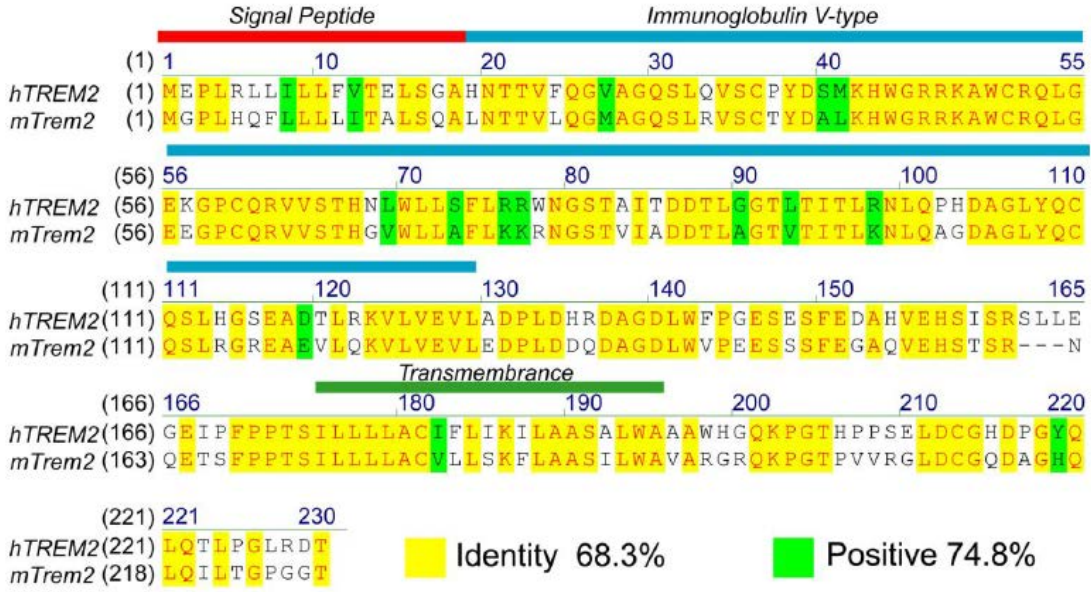 Signal Peptide Immunoglobulin V-type
(1) 1 10 20 30 40 55
hTREM2 (1) MEPLRLLILLFVTELSGAHNTTVFQGVAGQSLQVSCPYDSMKHWGRRKAWCRQLG
mTrem2 (1) MGPLHQFLLLLITALSQALNTTVLQGMAGQSLRVSCTYDALKHWGRRKAWCRQLG
(56) 56 70 80 90 100 110
hTREM2 (56) EKGPCQRVVSTHNLWLLSFLRRWNGSTAITDDTLGGTLTITLRNLQPHDAGLYQC
mTrem2 (56) EEGPCQRVVSTHGVWLLAFLKKRNGSTVIADDTLAGTVTITLKNLQAGDAGLYQC
(111) 111 120 130 140 150 165
hTREM2 (111) QSLHGSEADTLRKVLVEVLADPLDHRDAGDLWFPGESESFEDAHVEHSISRSLLE
mTrem2 (111) QSLRGREAEVLQKVLVEVLEDPLDDQDAGDLWVPEESSSFEGAQVEHSTSR---N
Transmembrance
(166) 166 180 190 200 210 220
hTREM2 (166) GEIPFPPTSILLLLACIFLIKILAASALWAAAWHGQKPGTHPPSELDCGHDPGYQ
mTrem2 (163) QETSFPPTSILLLLACVLLSKFLAASILWAVARGRQKPGTPVVRGLDCGQDAGHQ
(221) 221 230
hTREM2 (221) LQTLPGLRDT
mTrem2 (218) LQILTGPGGT
Identity 68.3% Positive 74.8%